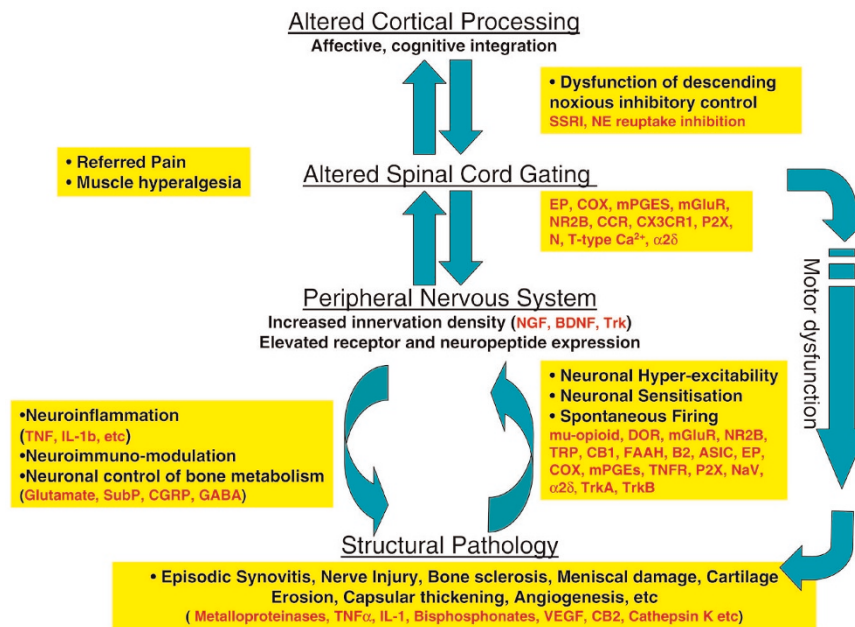 Altered Cortical Processing
Affective, cognitive integration
• Dysfunction of descending
noxious inhibitory control
SSRI, NE reuptake inhibition
• Referred Pain
• Muscle hyperalgesia
Altered Spinal Cord Gating
EP, COX, mPGES, mGluR,
NR2B, CCR, CX3CR1, P2X,
N, T-type Ca²⁺, α2δ
Motor dysfunction
Peripheral Nervous System
Increased innervation density (NGF, BDNF, Trk)
Elevated receptor and neuropeptide expression
•Neuroinflammation
(TNF, IL-1b, etc)
•Neuroimmuno-modulation
•Neuronal control of bone metabolism
(Glutamate, SubP, CGRP, GABA)
• Neuronal Hyper-excitability
• Neuronal Sensitisation
• Spontaneous Firing
mu-opioid, DOR, mGluR, NR2B,
TRP, CB1, FAAH, B2, ASIC, EP,
COX, mPGEs, TNFR, P2X, NaV,
α2δ, TrkA, TrkB
Structural Pathology
• Episodic Synovitis, Nerve Injury, Bone sclerosis, Meniscal damage, Cartilage
Erosion, Capsular thickening, Angiogenesis, etc
( Metalloproteinases, TNFα, IL-1, Bisphosphonates, VEGF, CB2, Cathepsin K etc)